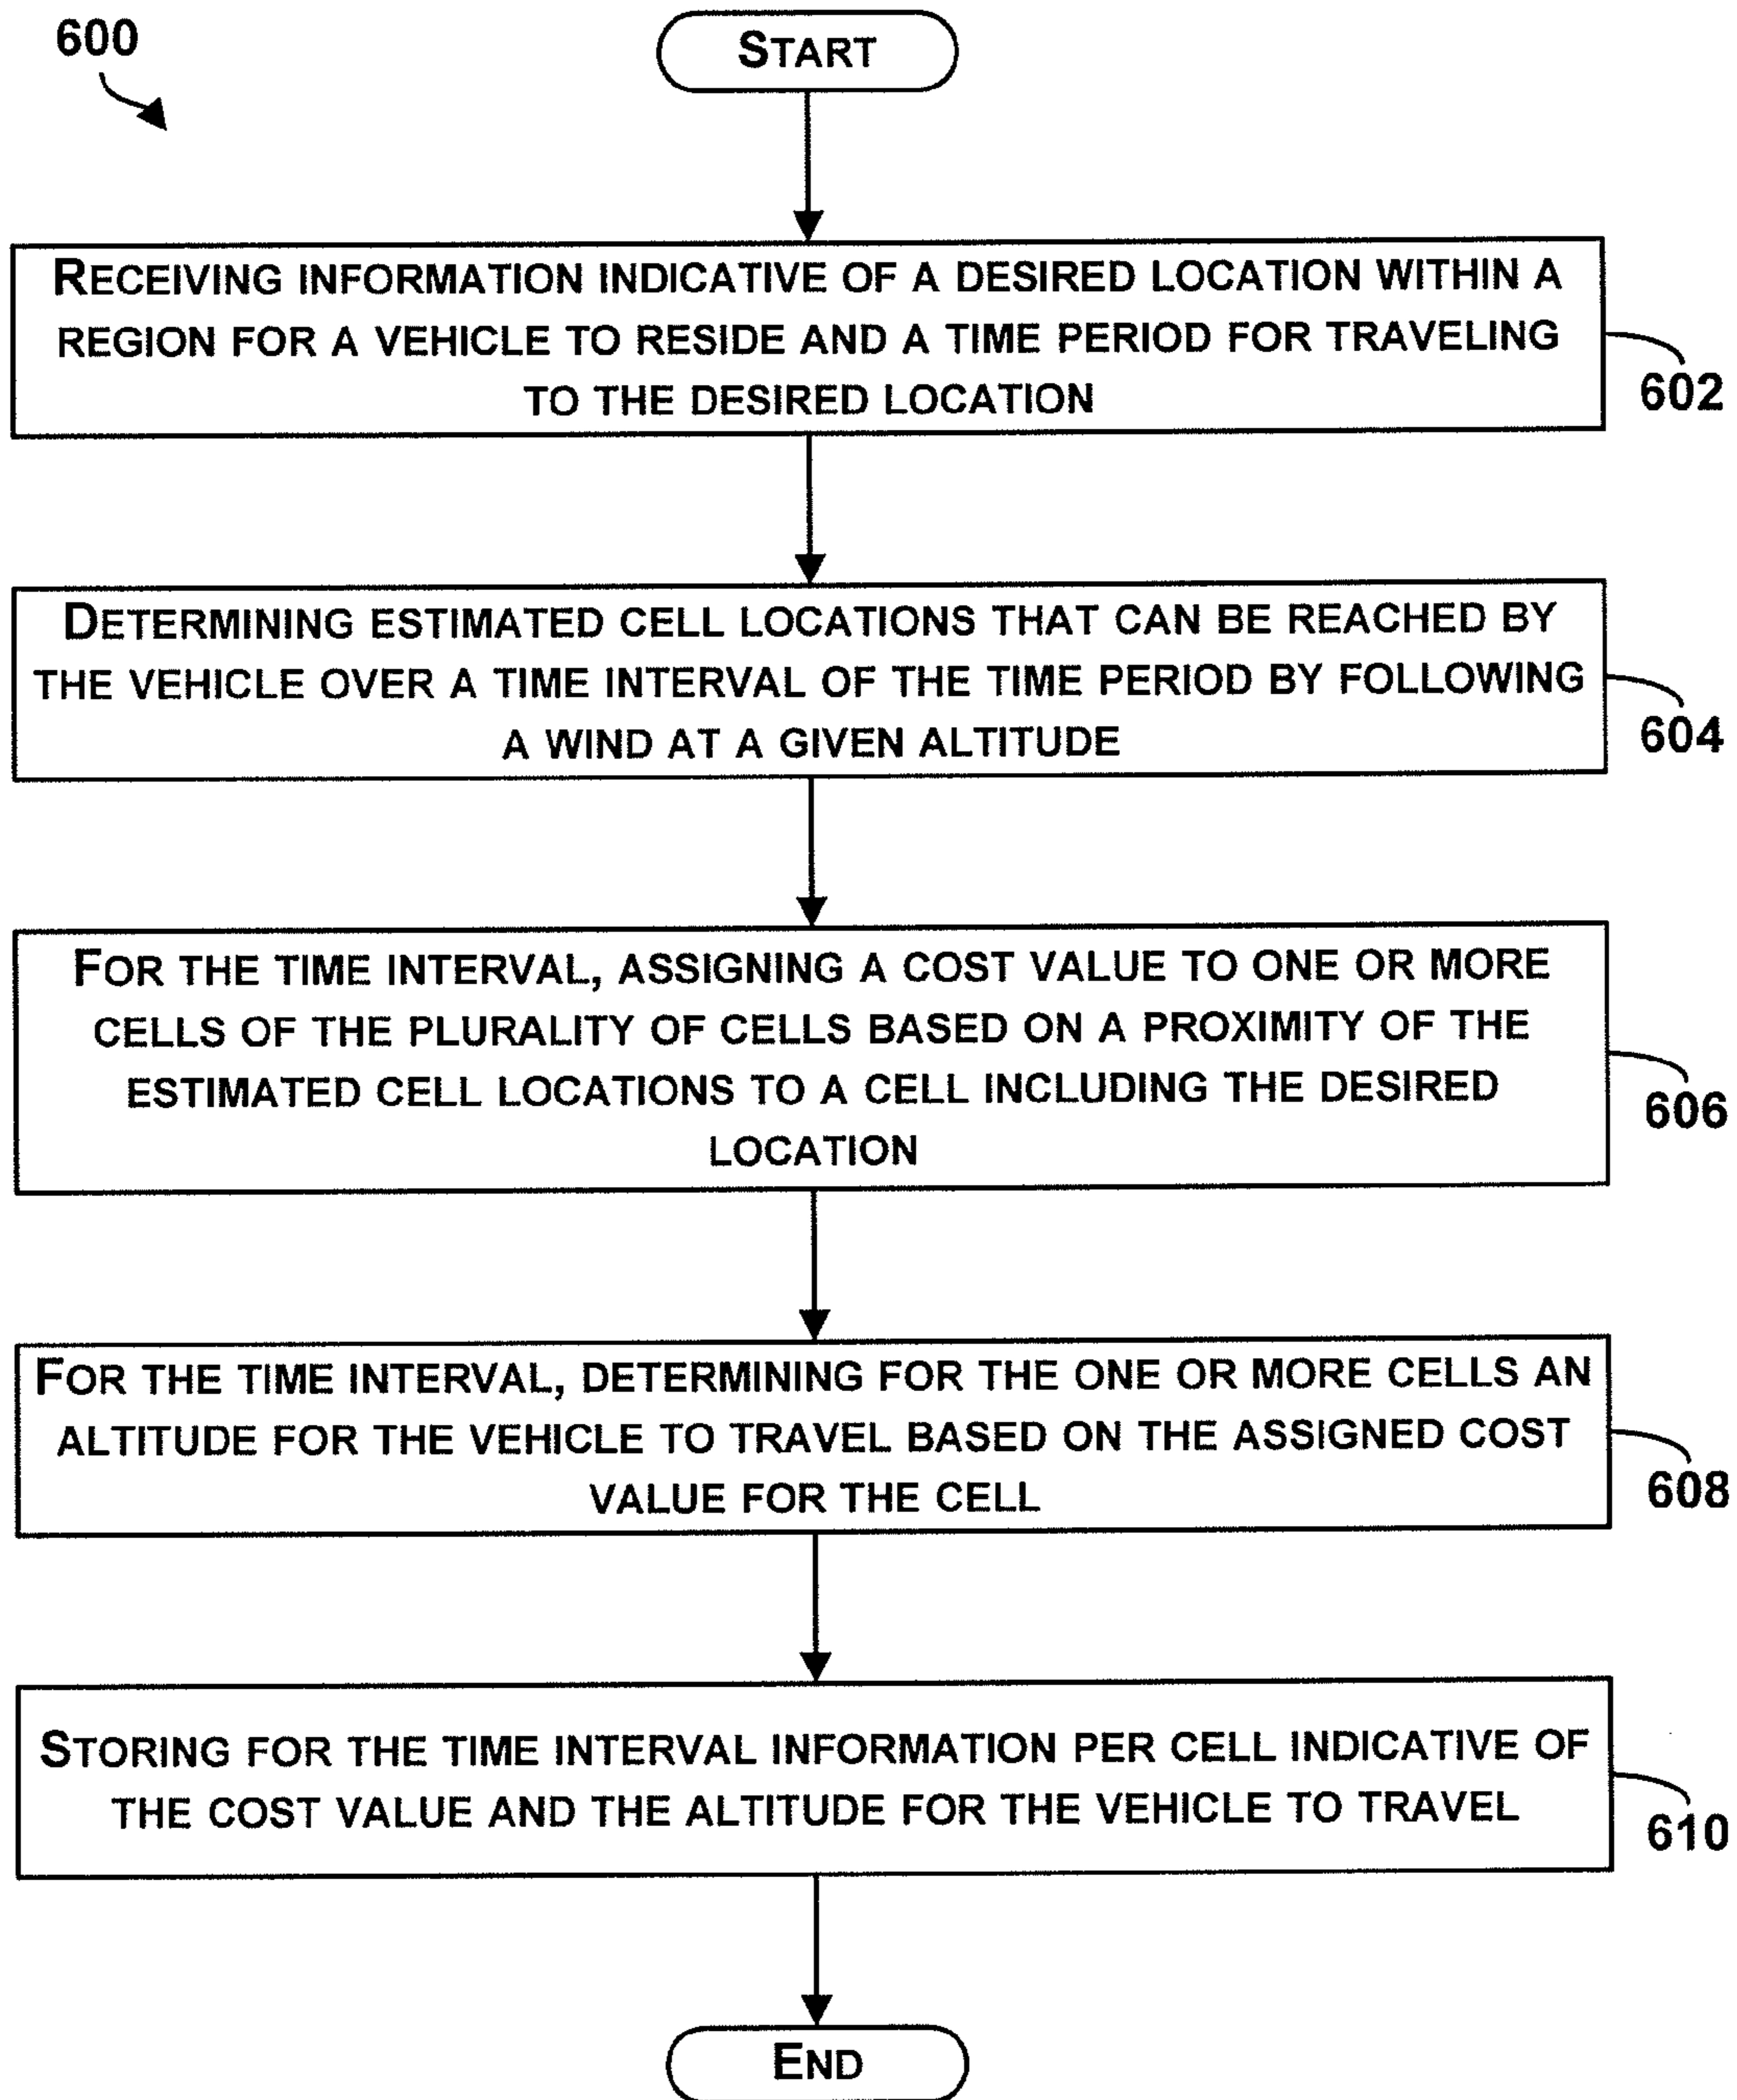 600
START
RECEIVING INFORMATION INDICATIVE OF A DESIRED LOCATION WITHIN A
REGION FOR A VEHICLE TO RESIDE AND A TIME PERIOD FOR TRAVELING
TO THE DESIRED LOCATION
602
DETERMINING ESTIMATED CELL LOCATIONS THAT CAN BE REACHED BY
THE VEHICLE OVER A TIME INTERVAL OF THE TIME PERIOD BY FOLLOWING
A WIND AT A GIVEN ALTITUDE
604
FOR THE TIME INTERVAL, ASSIGNING A COST VALUE TO ONE OR MORE
CELLS OF THE PLURALITY OF CELLS BASED ON A PROXIMITY OF THE
ESTIMATED CELL LOCATIONS TO A CELL INCLUDING THE DESIRED
LOCATION
606
FOR THE TIME INTERVAL, DETERMINING FOR THE ONE OR MORE CELLS AN
ALTITUDE FOR THE VEHICLE TO TRAVEL BASED ON THE ASSIGNED COST
VALUE FOR THE CELL
608
STORING FOR THE TIME INTERVAL INFORMATION PER CELL INDICATIVE OF
THE COST VALUE AND THE ALTITUDE FOR THE VEHICLE TO TRAVEL
610
END